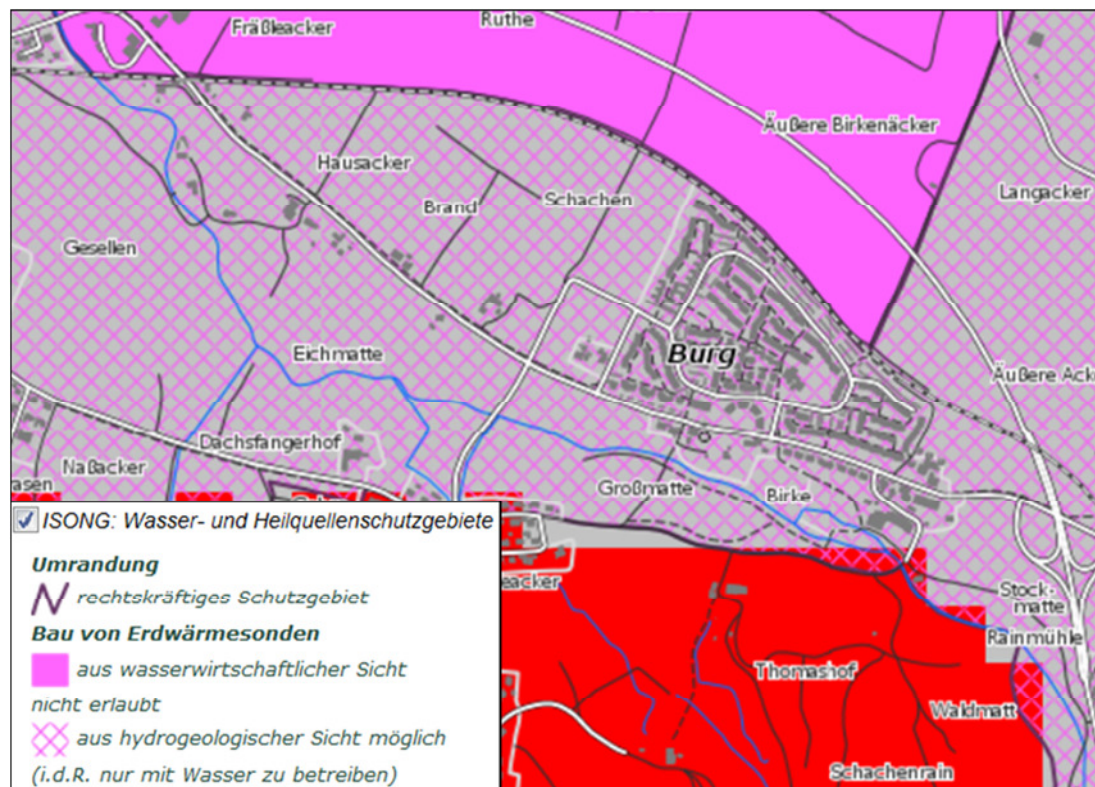 Fräßleacker
Ruthe
Äußere Birkenäcker
Hausacker
Langacker
Brand
Schachen
Gesellen
Burg
Eichmatte
Äußere Acke
Dachsfangerhof
Naßacker
asen
Großmatte
Birke
ISONG: Wasser- und Heilquellenschutzgebiete
Umrandung
rechtskräftiges Schutzgebiet
Bau von Erdwärmesonden
aus wasserwirtschaftlicher Sicht
nicht erlaubt
aus hydrogeologischer Sicht möglich
(i.d.R. nur mit Wasser zu betreiben)
eacker
Stock-
matte
Rainmühle
Thomashof
Waldmatt
Schachenrain